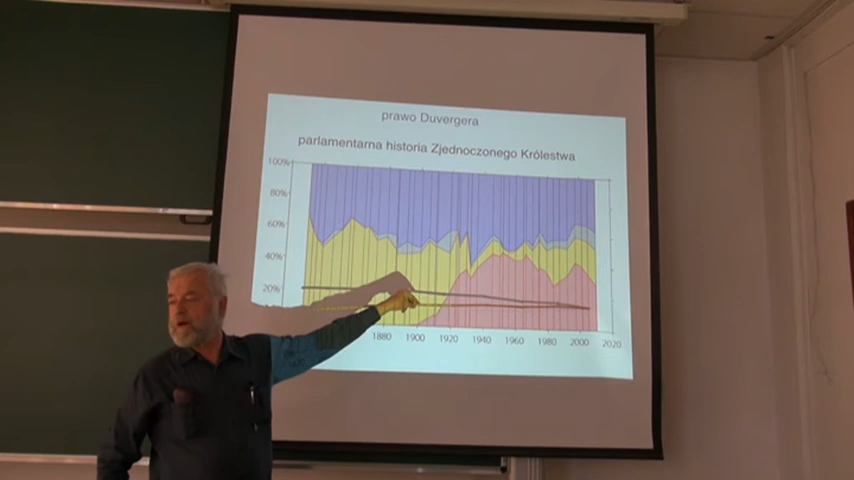 prawo Duvergera
parlamentarna historia Zjednoczonego Królestwa
100%
80%
60%
40%
20%
1880 1900 1920 1940 1960 1980 2000 2020